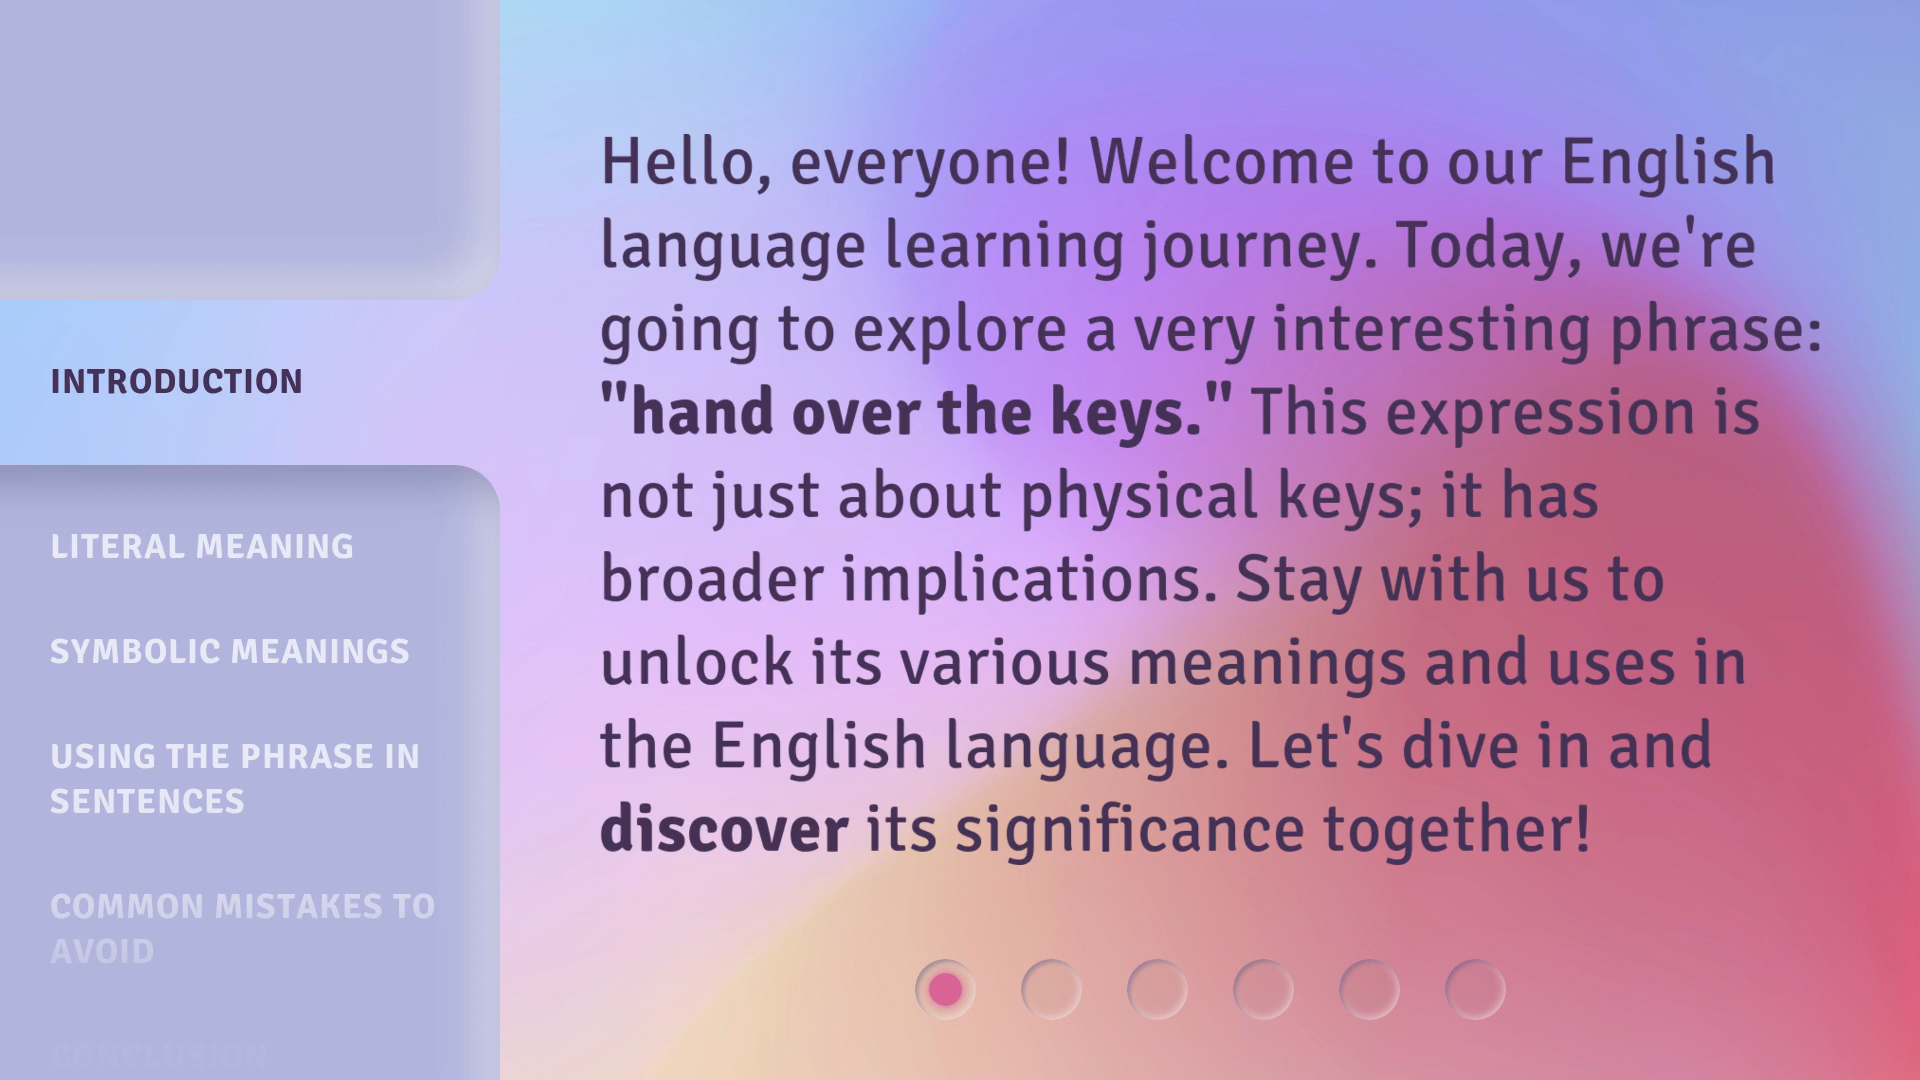 INTRODUCTION
LITERAL MEANING
SYMBOLIC MEANINGS
USING THE PHRASE IN
SENTENCES
COMMON MISTAKES TO
AVOID
CONCLUSION
Hello, everyone! Welcome to our English
language learning journey. Today, we're
going to explore a very interesting phrase:
"hand over the keys." This expression is
not just about physical keys; it has
broader implications. Stay with us to
unlock its various meanings and uses in
the English language. Let's dive in and
discover its significance together!